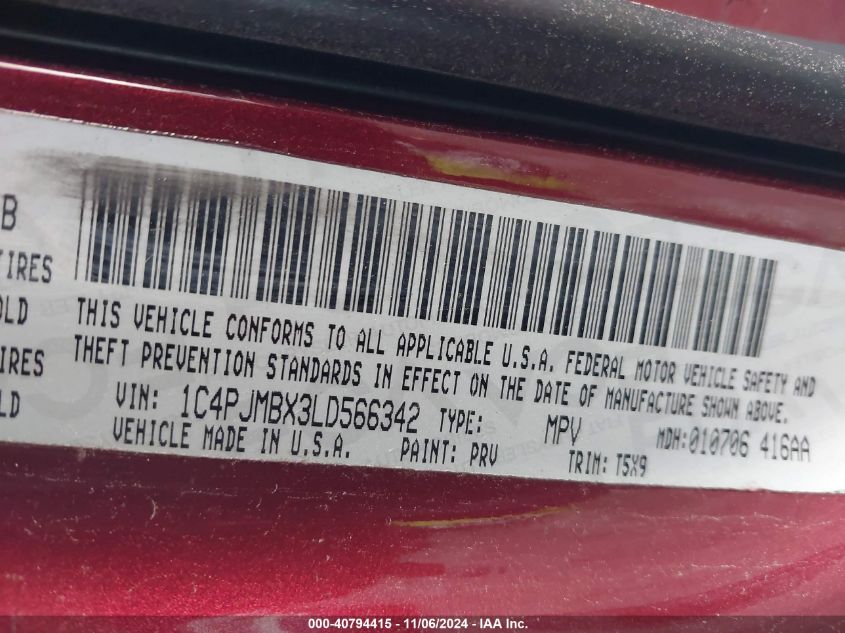 B
TIRES
OLD
IRES
LD
THIS VEHICLE CONFORMS TO ALL APPLICABLE U.S.A. FEDERAL MOTOR VEHICLE SAFETY AND
THEFT PREVENTION STANDARDS IN EFFECT ON THE DATE OF MANUFACTURE SHOWN ABOVE.
VIN: 1C4PJMBX3LD566342 TYPE: MPV MDH:010706 416AA
VEHICLE MADE IN U.S.A. PAINT: PRV TRIM: T5X9
000-40794415 - 11/06/2024 - IAA Inc.